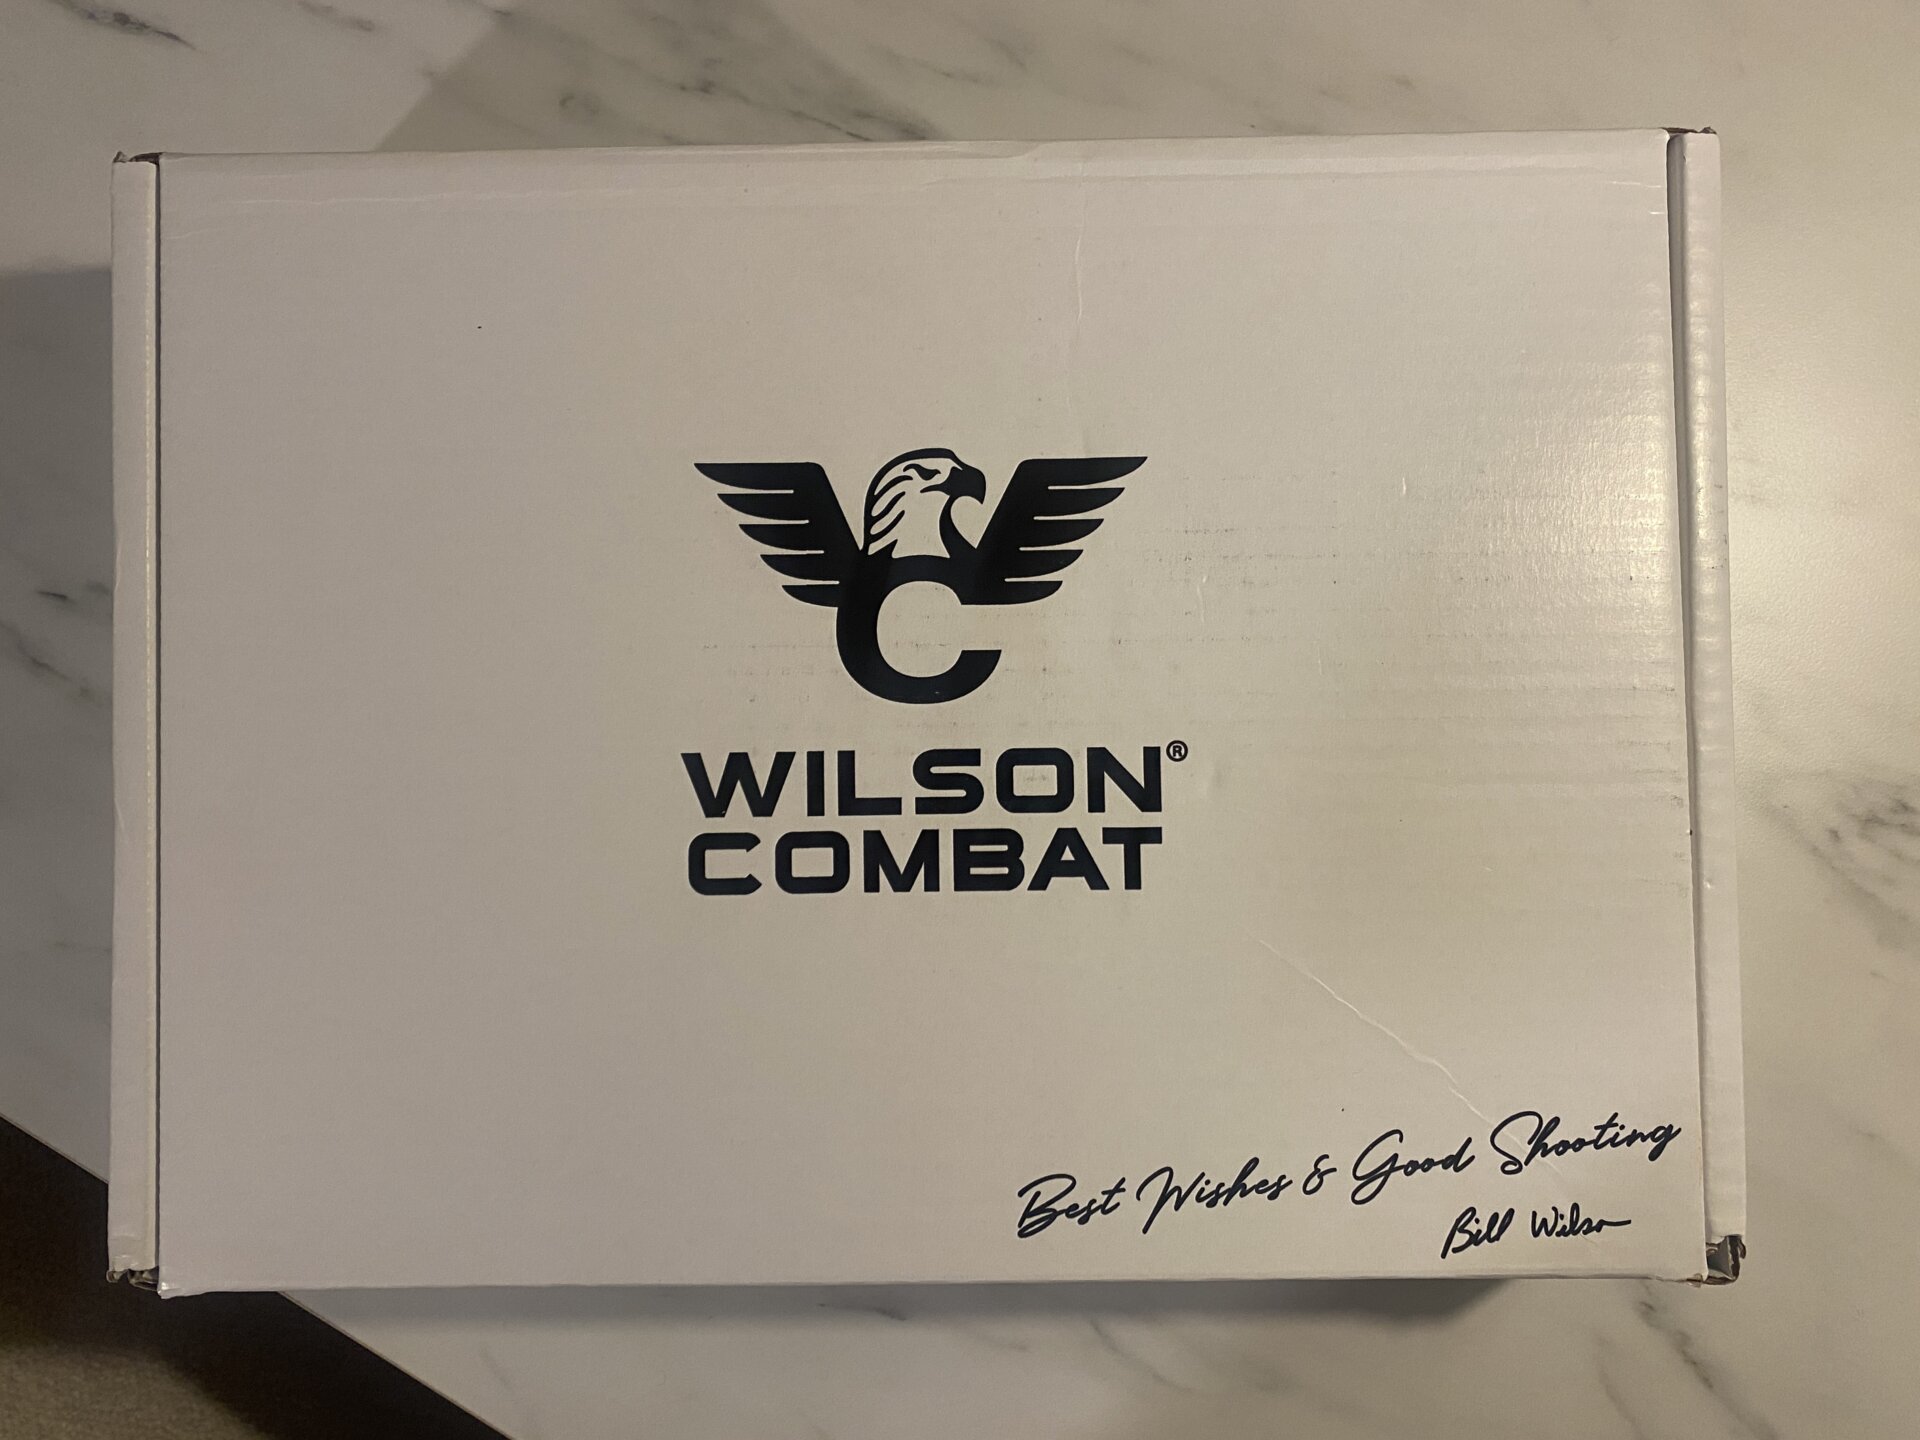 WILSON®
COMBAT
Best Wishes & Good Shooting
Bill Wilson